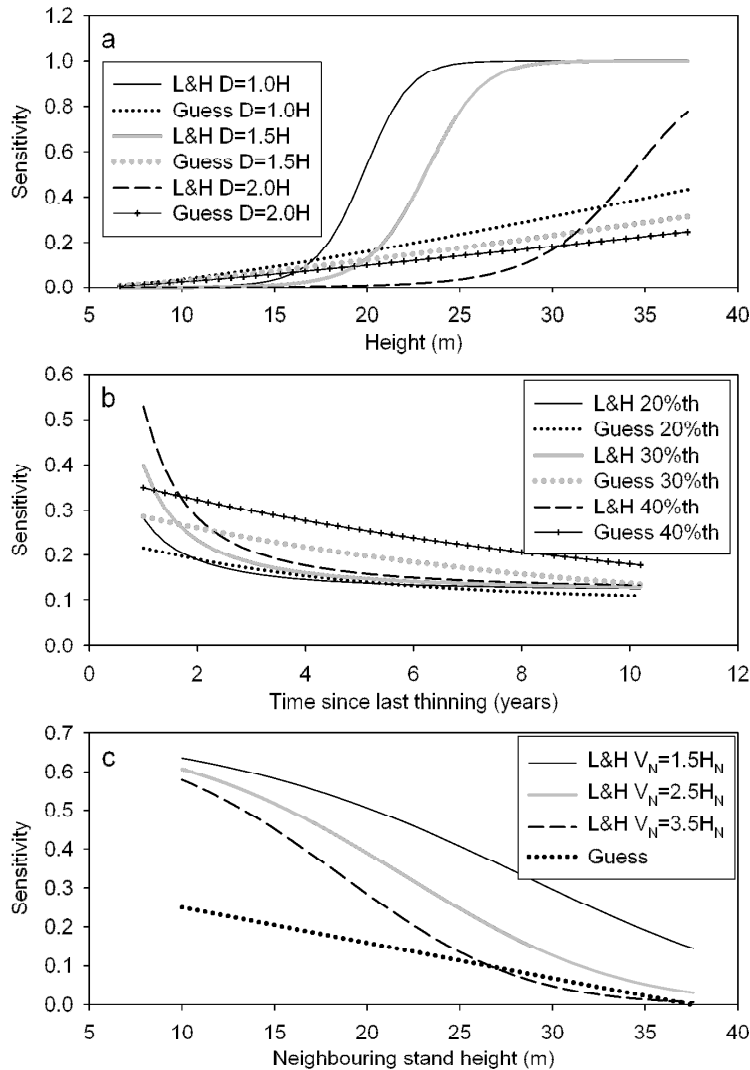 a
1.2
1.0
0.8
0.6
0.4
0.2
0.0
Sensitivity
L&H D=1.0H
Guess D=1.0H
L&H D=1.5H
Guess D=1.5H
L&H D=2.0H
Guess D=2.0H
5 10 15 20 25 30 35 40
Height (m)
b
0.6
0.5
0.4
0.3
0.2
0.1
0.0
Sensitivity
L&H 20%th
Guess 20%th
L&H 30%th
Guess 30%th
L&H 40%th
Guess 40%th
0 2 4 6 8 10 12
Time since last thinning (years)
c
0.7
0.6
0.5
0.4
0.3
0.2
0.1
0.0
Sensitivity
L&H V_N=1.5H_N
L&H V_N=2.5H_N
L&H V_N=3.5H_N
Guess
5 10 15 20 25 30 35 40
Neighbouring stand height (m)